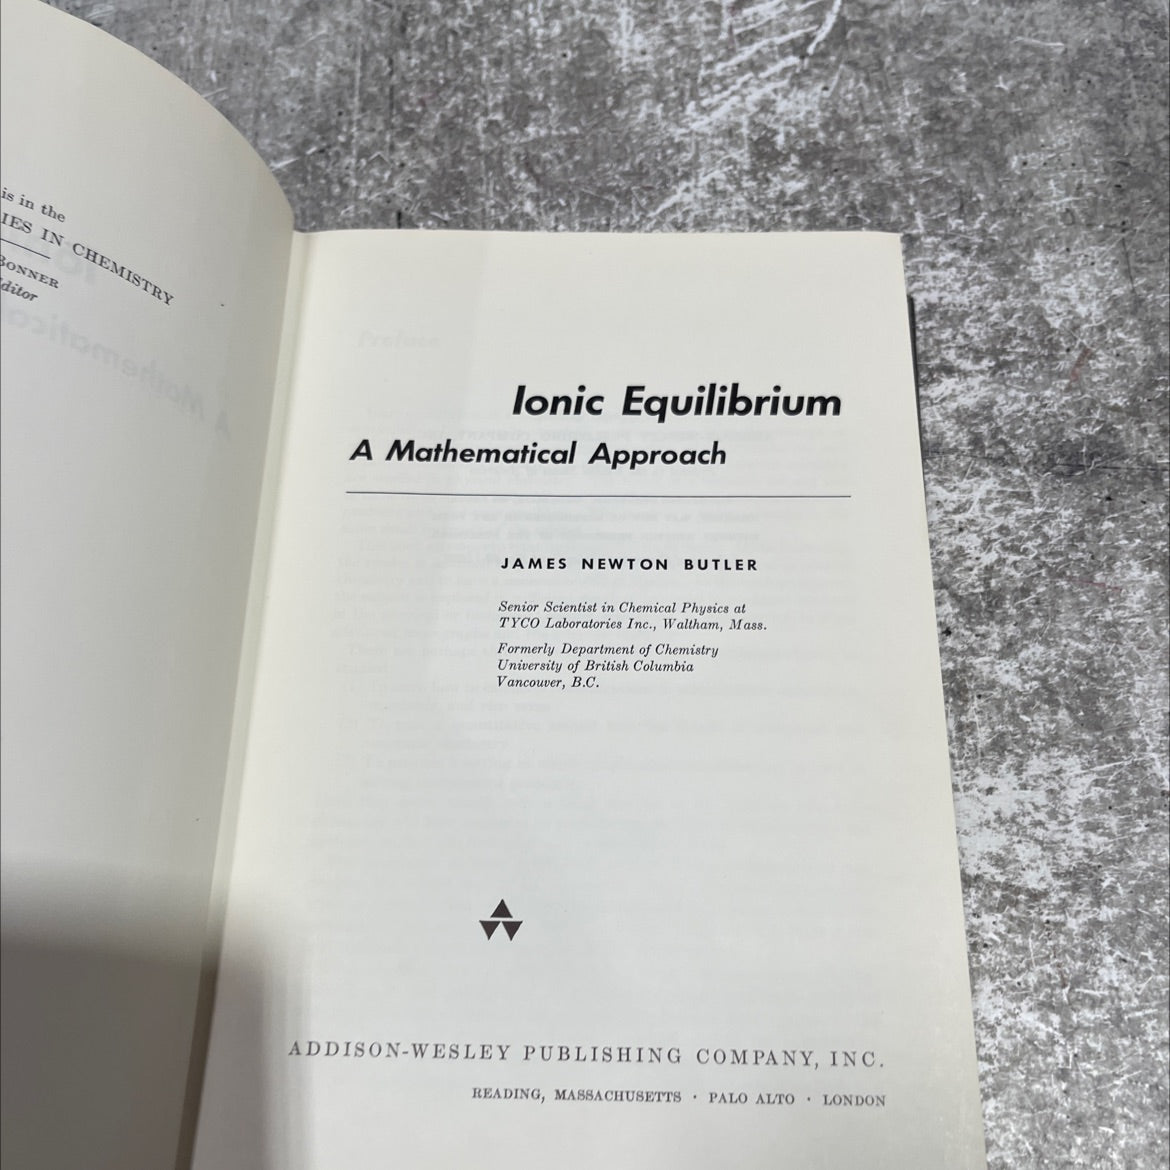 is in the
IES IN CHEMISTRY
BONNER
ditor
Ionic Equilibrium
A Mathematical Approach
JAMES NEWTON BUTLER
Senior Scientist in Chemical Physics at
TYCO Laboratories Inc., Waltham, Mass.
Formerly Department of Chemistry
University of British Columbia
Vancouver, B.C.
ADDISON-WESLEY PUBLISHING COMPANY, INC.
READING, MASSACHUSETTS · PALO ALTO · LONDON